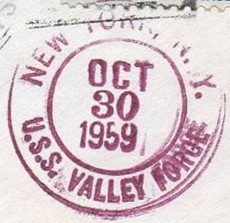 NEW YORK, N.Y.
OCT
30
1959
U.S.S. VALLEY FORGE